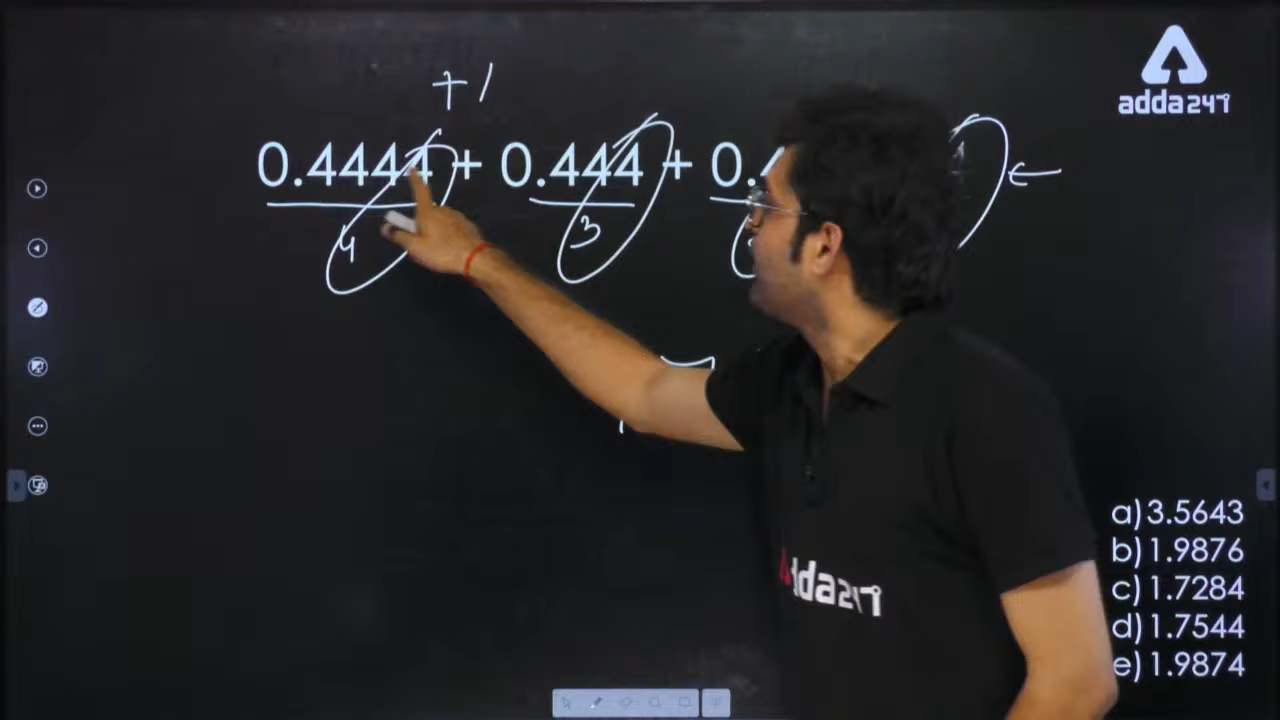 adda247
+1
0.4444 + 0.444 + 0.4
4
3
adda247
a) 3.5643
b) 1.9876
c) 1.7284
d) 1.7544
e) 1.9874